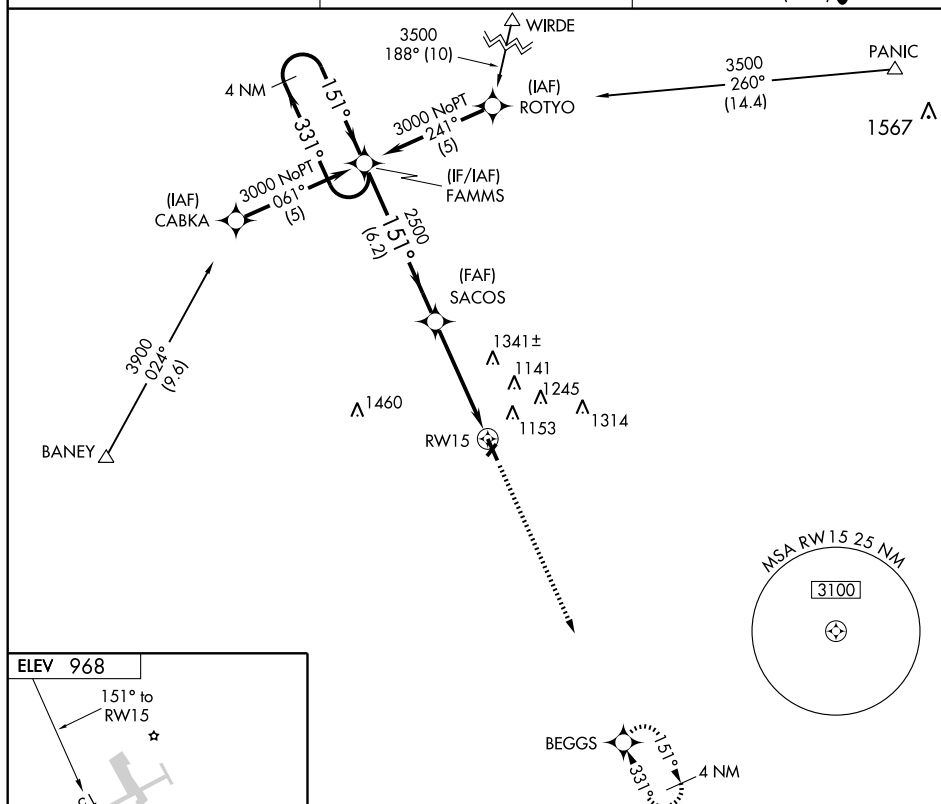 WIRDE
3500
188° (10)
PANIC
3500
260°
(14.4)
4 NM
151°
331°
(IAF)
ROTYO
3000 NoPT
241°
(5)
1567
(IF/IAF)
FAMMS
3000 NoPT
061°
(5)
(IAF)
CABKA
2500
151°
(6.2)
(FAF)
SACOS
3900
024°
(9.6)
1341±
1141
1245
1460
1153
1314
RW15
BANEY
MSA RW15 25 NM
3100
ELEV 968
151° to
RW15
BEGGS
151°
331°
4 NM